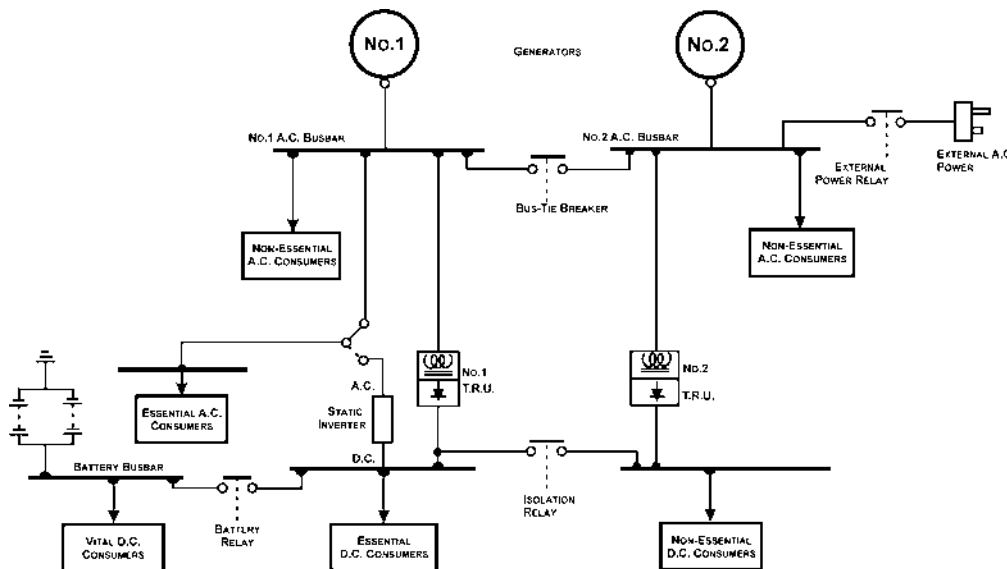 No.1
No.2
GENERATORS
No.1 A.C. BUSBAR
No.2 A.C. BUSBAR
EXTERNAL A.C
POWER
EXTERNAL
POWER RELAY
BUS-TIE BREAKER
NON-ESSENTIAL
A.C. CONSUMERS
NON-ESSENTIAL
A.C. CONSUMERS
No.1
T.R.U.
No.2
T.R.U.
A.C.
STATIC
INVERTER
D.C.
ESSENTIAL A.C.
CONSUMERS
BATTERY BUSBAR
BATTERY
RELAY
ISOLATION
RELAY
VITAL D.C.
CONSUMERS
ESSENTIAL
D.C. CONSUMERS
NON-ESSENTIAL
D.C. CONSUMERS